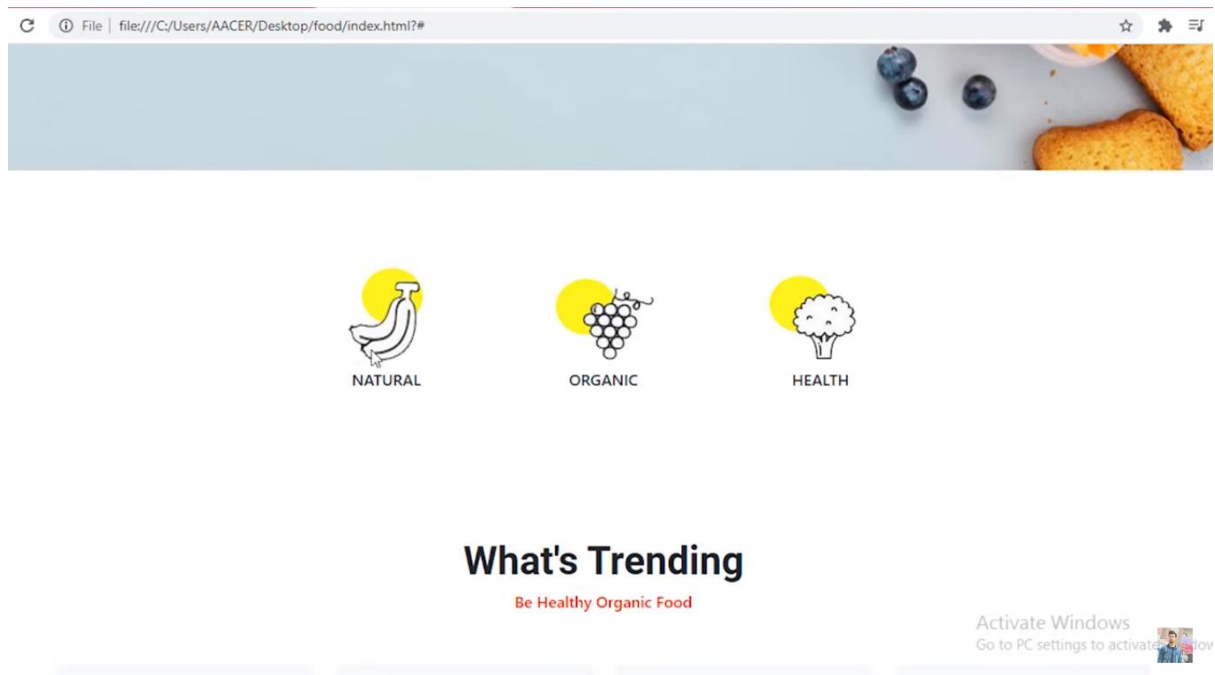 File | file:///C:/Users/AACER/Desktop/food/index.html?#
NATURAL ORGANIC HEALTH
What's Trending
Be Healthy Organic Food
Activate Windows
Go to PC settings to activate